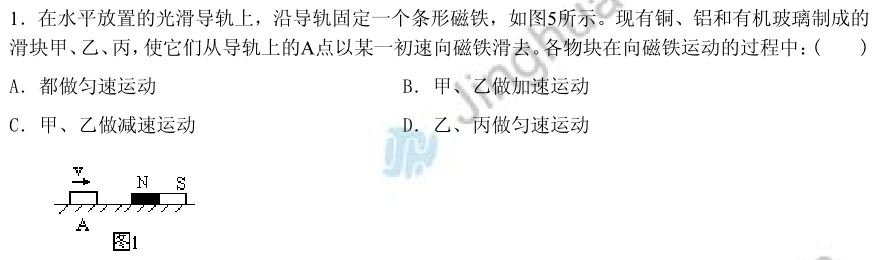 1．在水平放置的光滑导轨上，沿导轨固定一个条形磁铁，如图5所示。现有铜、铝和有机玻璃制成的
滑块甲、乙、丙，使它们从导轨上的A点以某一初速向磁铁滑去。各物块在向磁铁运动的过程中：(　　)
A．都做匀速运动　　B．甲、乙做加速运动
C．甲、乙做减速运动　　D．乙、丙做匀速运动
v
N S
A
图1
Jinghua